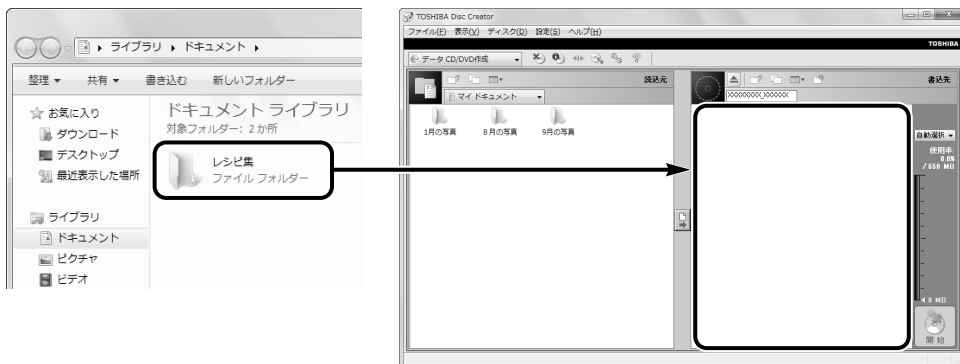 ライブラリ ▸ ドキュメント ▸
整理 ▼ 共有 ▼ 書き込む 新しいフォルダー
お気に入り
ダウンロード
デスクトップ
最近表示した場所
ライブラリ
ドキュメント
ピクチャ
ビデオ
ドキュメント ライブラリ
対象フォルダー: 2 か所
レシピ集
ファイル フォルダー
TOSHIBA Disc Creator
ファイル(F) 表示(V) ディスク(D) 設定(S) ヘルプ(H)
TOSHIBA
データ CD/DVD作成
読込元
マイ ドキュメント
1月の写真 8月の写真 9月の写真
書込先
XXXXXXXX_XXXXXX
自動選択
使用率:
0.0%
/ 650 MB
0 MB
開始